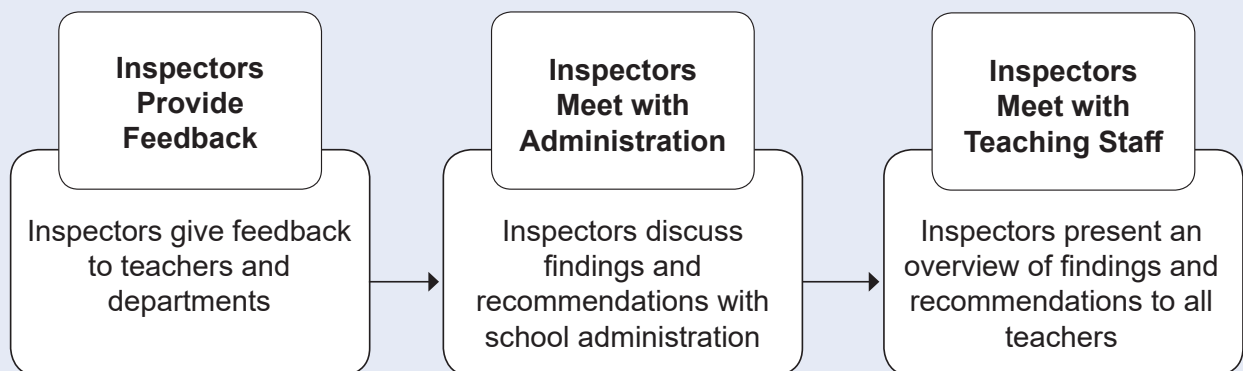 Inspectors
Provide
Feedback
Inspectors give feedback
to teachers and
departments
Inspectors
Meet with
Administration
Inspectors discuss
findings and
recommendations with
school administration
Inspectors
Meet with
Teaching Staff
Inspectors present an
overview of findings and
recommendations to all
teachers